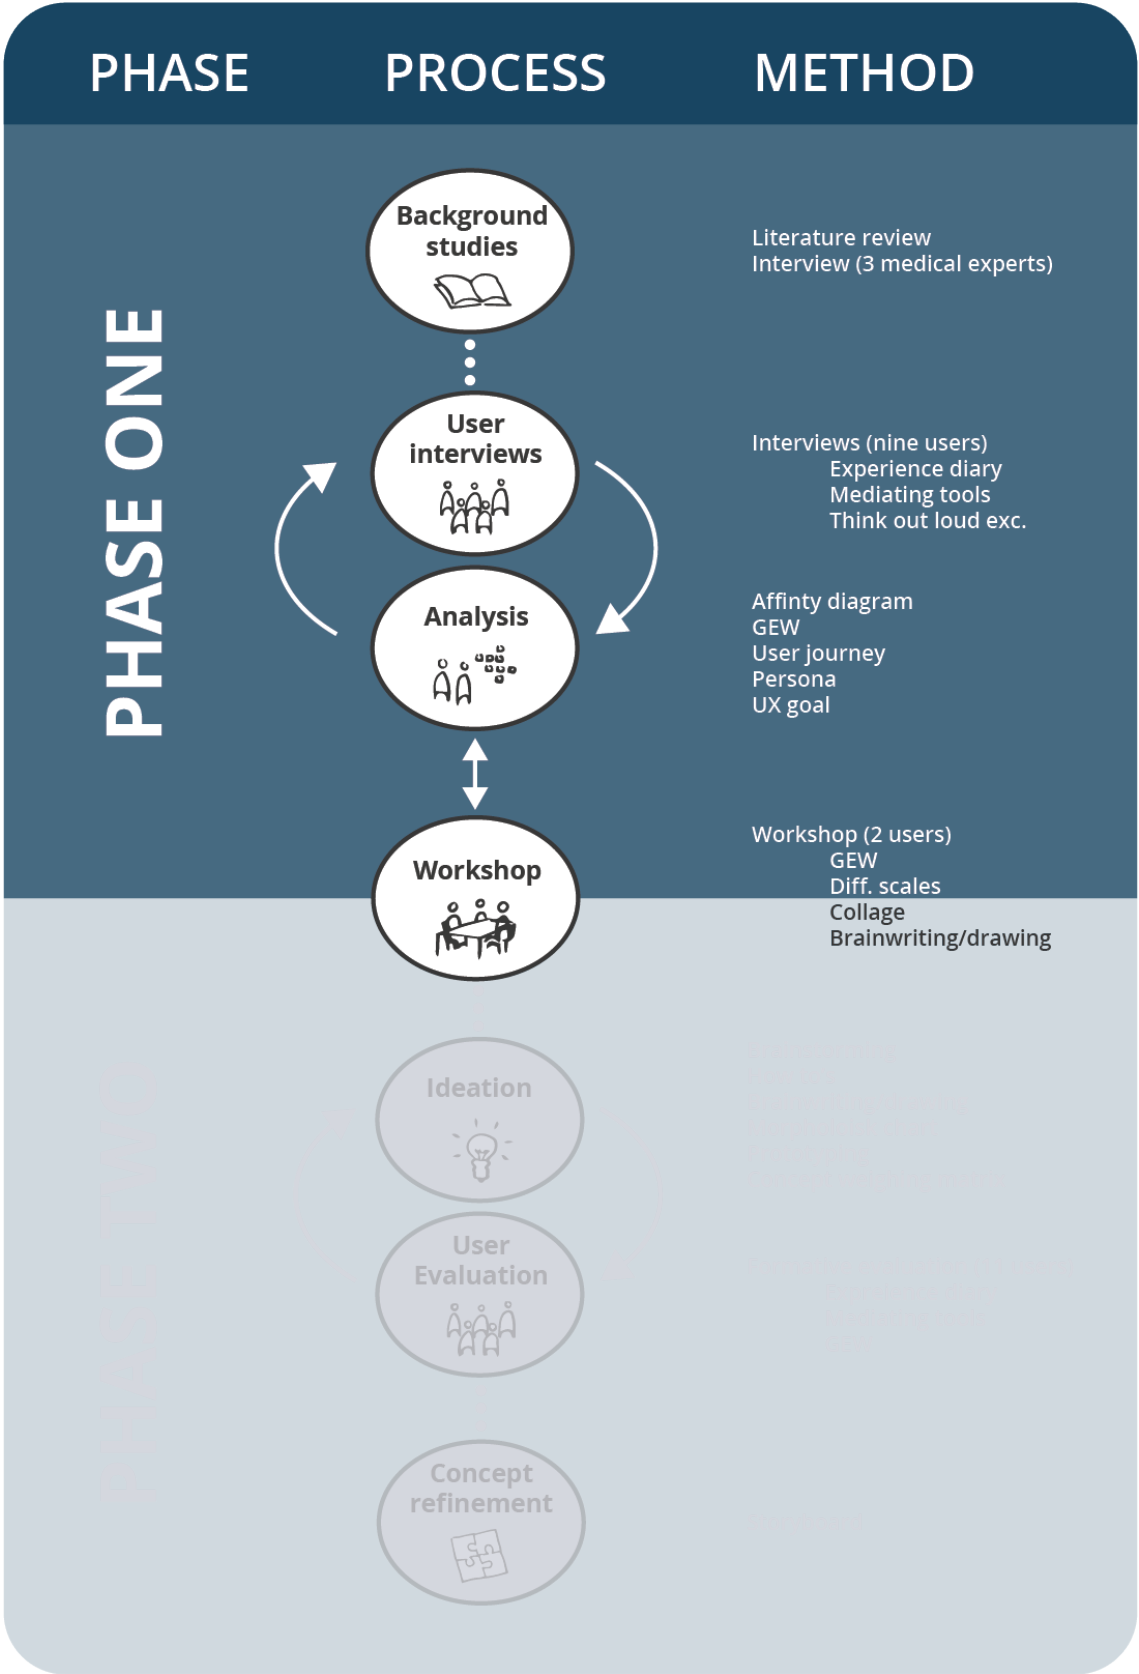 PHASE PROCESS METHOD
PHASE ONE
Background
studies
Literature review
Interview (3 medical experts)
User
interviews
Interviews (nine users)
Experience diary
Mediating tools
Think out loud exc.
Analysis
Affinty diagram
GEW
User journey
Persona
UX goal
Workshop
Workshop (2 users)
GEW
Diff. scales
Collage
Brainwriting/drawing
Ideation
User
Evaluation
Concept
refinement